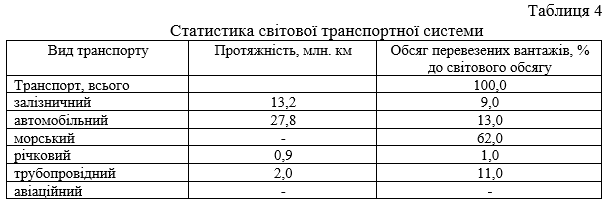 Таблиця 4
Статистика світової транспортної системи
Вид транспорту Протяжність, млн. км Обсяг перевезених вантажів, %
до світового обсягу
Транспорт, всього 100,0
залізничний 13,2 9,0
автомобільний 27,8 13,0
морський - 62,0
річковий 0,9 1,0
трубопровідний 2,0 11,0
авіаційний - -